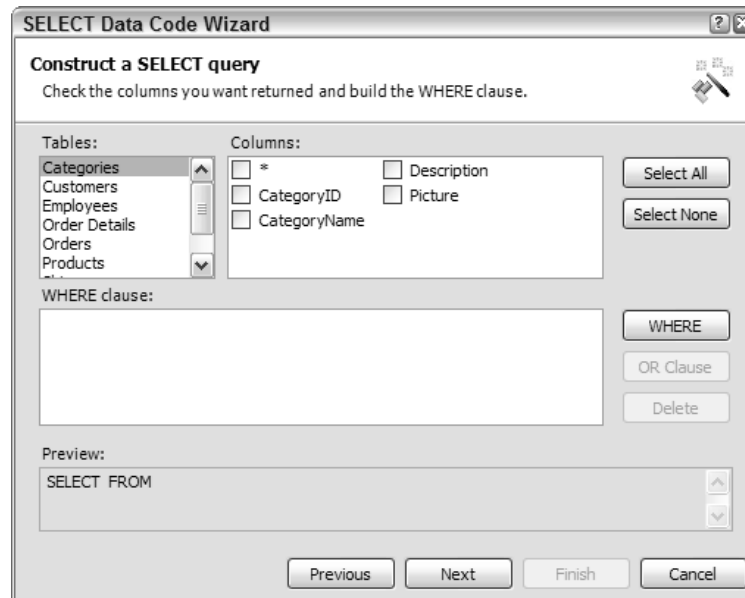 SELECT Data Code Wizard
Construct a SELECT query
Check the columns you want returned and build the WHERE clause.
Tables:
Columns:
Categories
Customers
Employees
Order Details
Orders
Products
*
CategoryID
CategoryName
Description
Picture
Select All
Select None
WHERE clause:
WHERE
OR Clause
Delete
Preview:
SELECT FROM
Previous
Next
Finish
Cancel